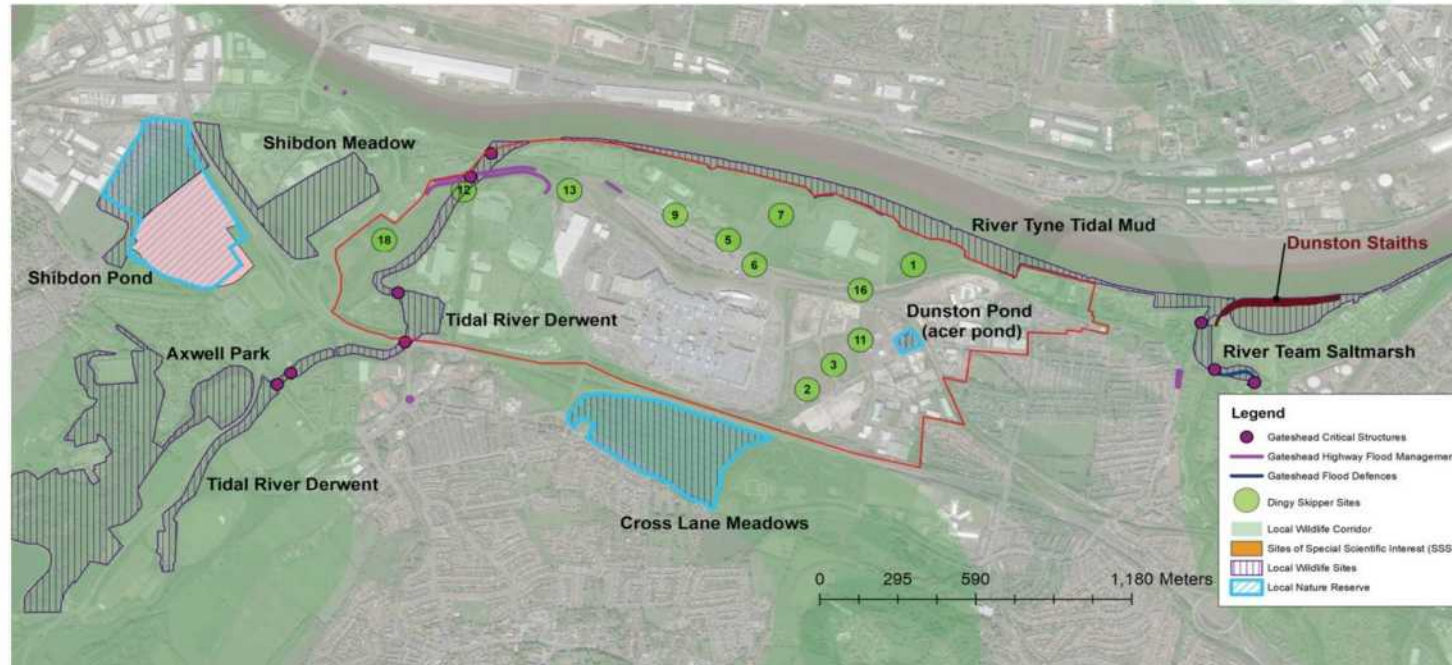 Shibdon Meadow
12
13
9
7
River Tyne Tidal Mud
18
5
Dunston Staiths
6
1
Shibdon Pond
16
Tidal River Derwent
Dunston Pond
(acer pond)
Axwell Park
11
River Team Saltmarsh
3
2
Tidal River Derwent
Cross Lane Meadows
0 295 590 1,180 Meters
Legend
Gateshead Critical Structures
Gateshead Highway Flood Managemen
Gateshead Flood Defences
Dingy Skipper Sites
Local Wildlife Corridor
Sites of Special Scientific Interest (SSS
Local Wildlife Sites
Local Nature Reserve